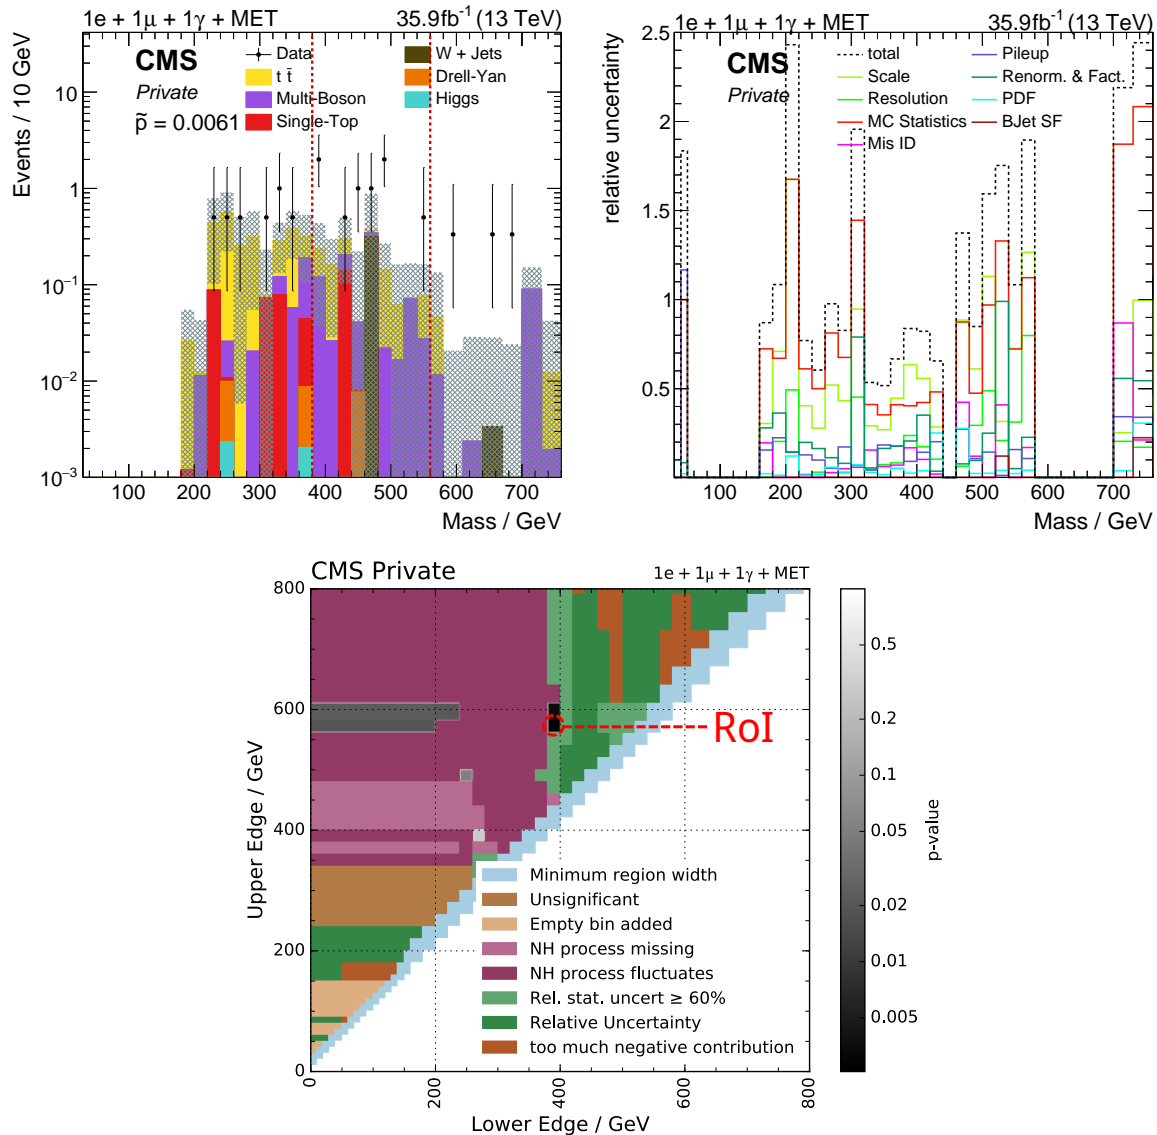 1e + 1μ + 1γ + MET 35.9fb⁻¹ (13 TeV)
CMS
Private
p̃ = 0.0061
Data
t t̄
Multi-Boson
Single-Top
W + Jets
Drell-Yan
Higgs
Events / 10 GeV
10
1
10⁻¹
10⁻²
10⁻³
100 200 300 400 500 600 700
Mass / GeV
1e + 1μ + 1γ + MET 35.9fb⁻¹ (13 TeV)
CMS
Private
total
Scale
Resolution
MC Statistics
Mis ID
Pileup
Renorm. & Fact.
PDF
BJet SF
relative uncertainty
2.5
2
1.5
1
0.5
100 200 300 400 500 600 700
Mass / GeV
CMS Private 1e + 1μ + 1γ + MET
800
600
400
200
0
Upper Edge / GeV
RoI
Minimum region width
Unsignificant
Empty bin added
NH process missing
NH process fluctuates
Rel. stat. uncert ≥ 60%
Relative Uncertainty
too much negative contribution
0 200 400 600 800
Lower Edge / GeV
0.5
0.2
0.1
0.05
0.02
0.01
0.005
p-value